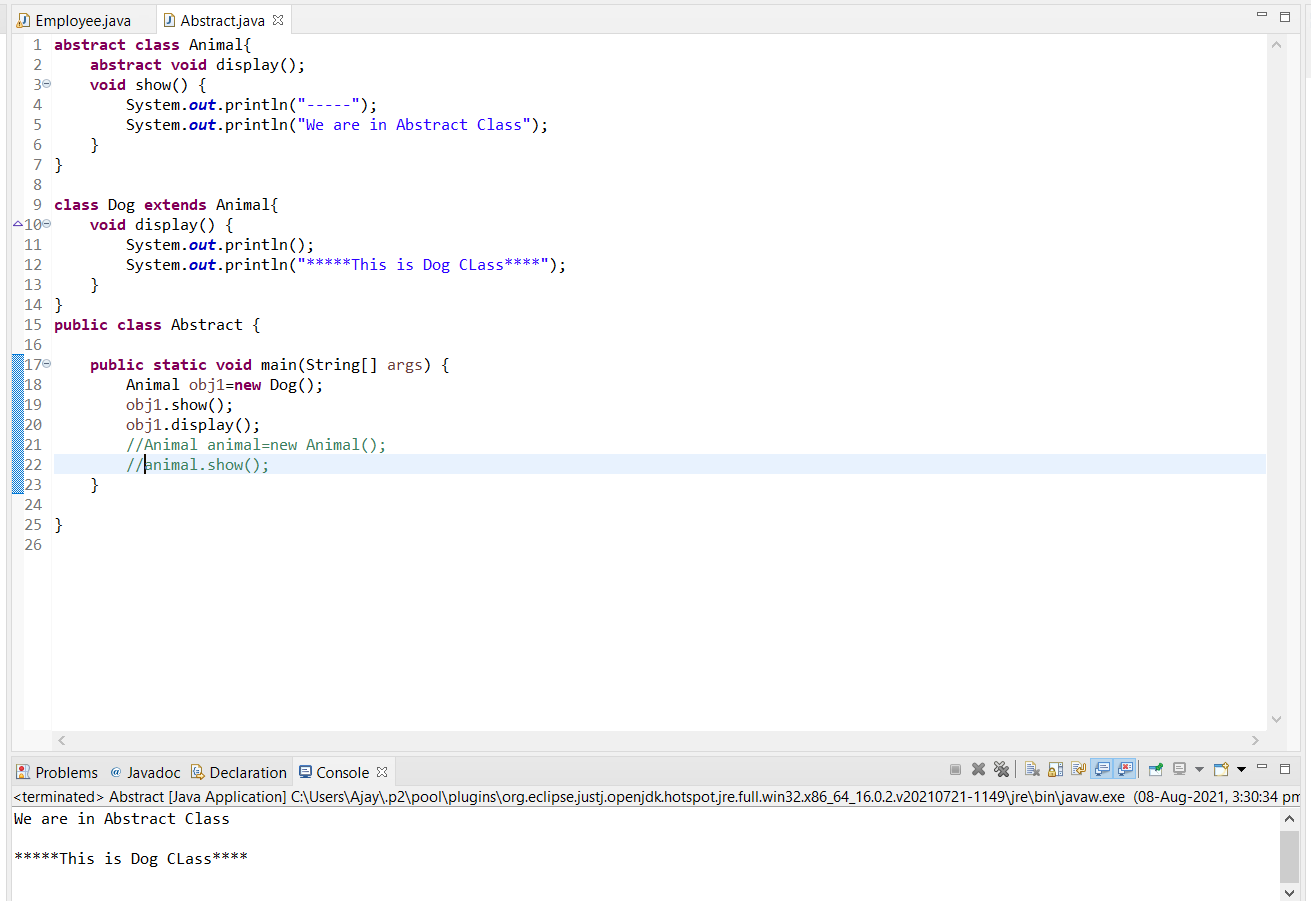 Employee.java Abstract.java
1 abstract class Animal{
2     abstract void display();
3     void show() {
4         System.out.println("-----");
5         System.out.println("We are in Abstract Class");
6     }
7 }
8
9 class Dog extends Animal{
10     void display() {
11         System.out.println();
12         System.out.println("*****This is Dog CLass****");
13     }
14 }
15 public class Abstract {
16
17     public static void main(String[] args) {
18         Animal obj1=new Dog();
19         obj1.show();
20         obj1.display();
21         //Animal animal=new Animal();
22         //animal.show();
23     }
24
25 }
26
Problems @ Javadoc Declaration Console
<terminated> Abstract [Java Application] C:\Users\Ajay\.p2\pool\plugins\org.eclipse.justj.openjdk.hotspot.jre.full.win32.x86_64_16.0.2.v20210721-1149\jre\bin\javaw.exe (08-Aug-2021, 3:30:34 pm
We are in Abstract Class
*****This is Dog CLass****